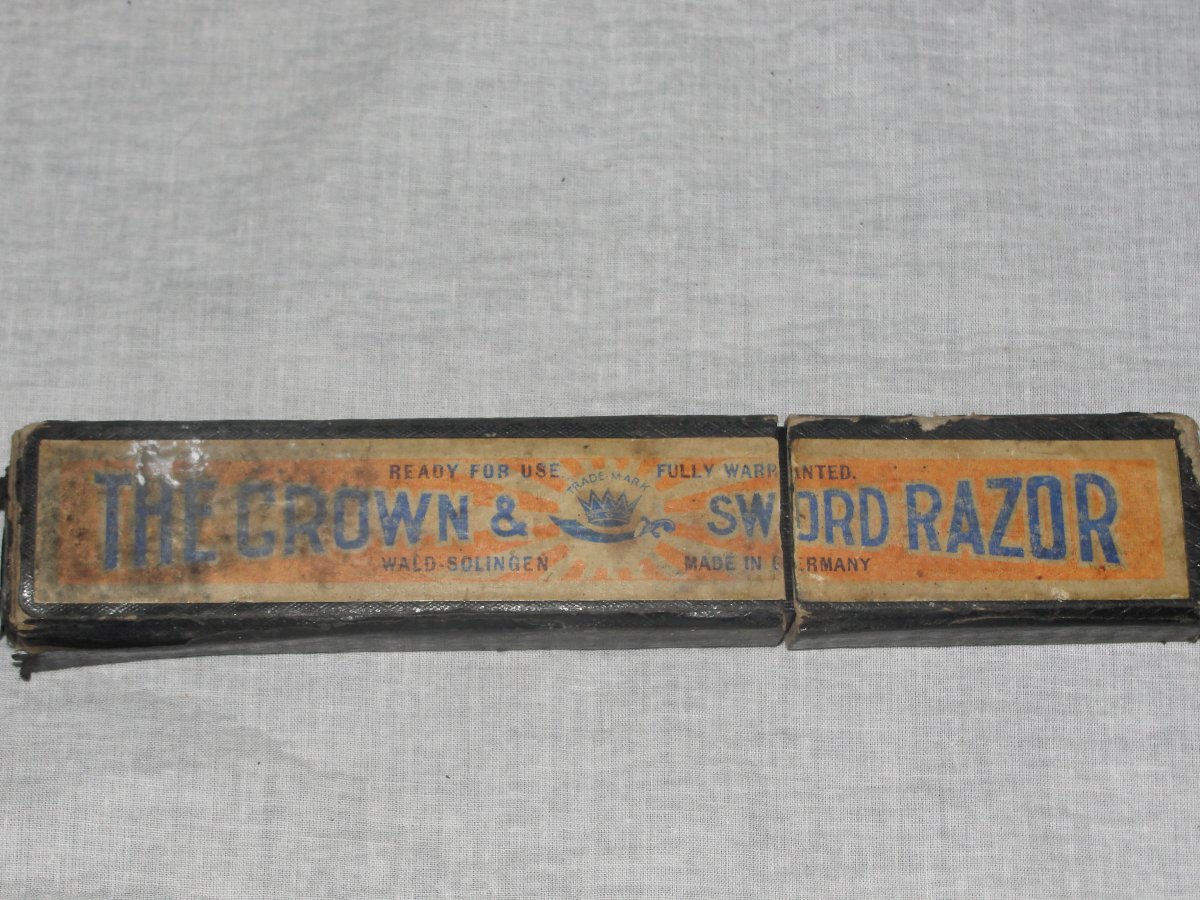 READY FOR USE FULLY WARRANTED.
TRADE-MARK
THE CROWN & SWORD RAZOR
WALD-SOLINGEN MADE IN GERMANY